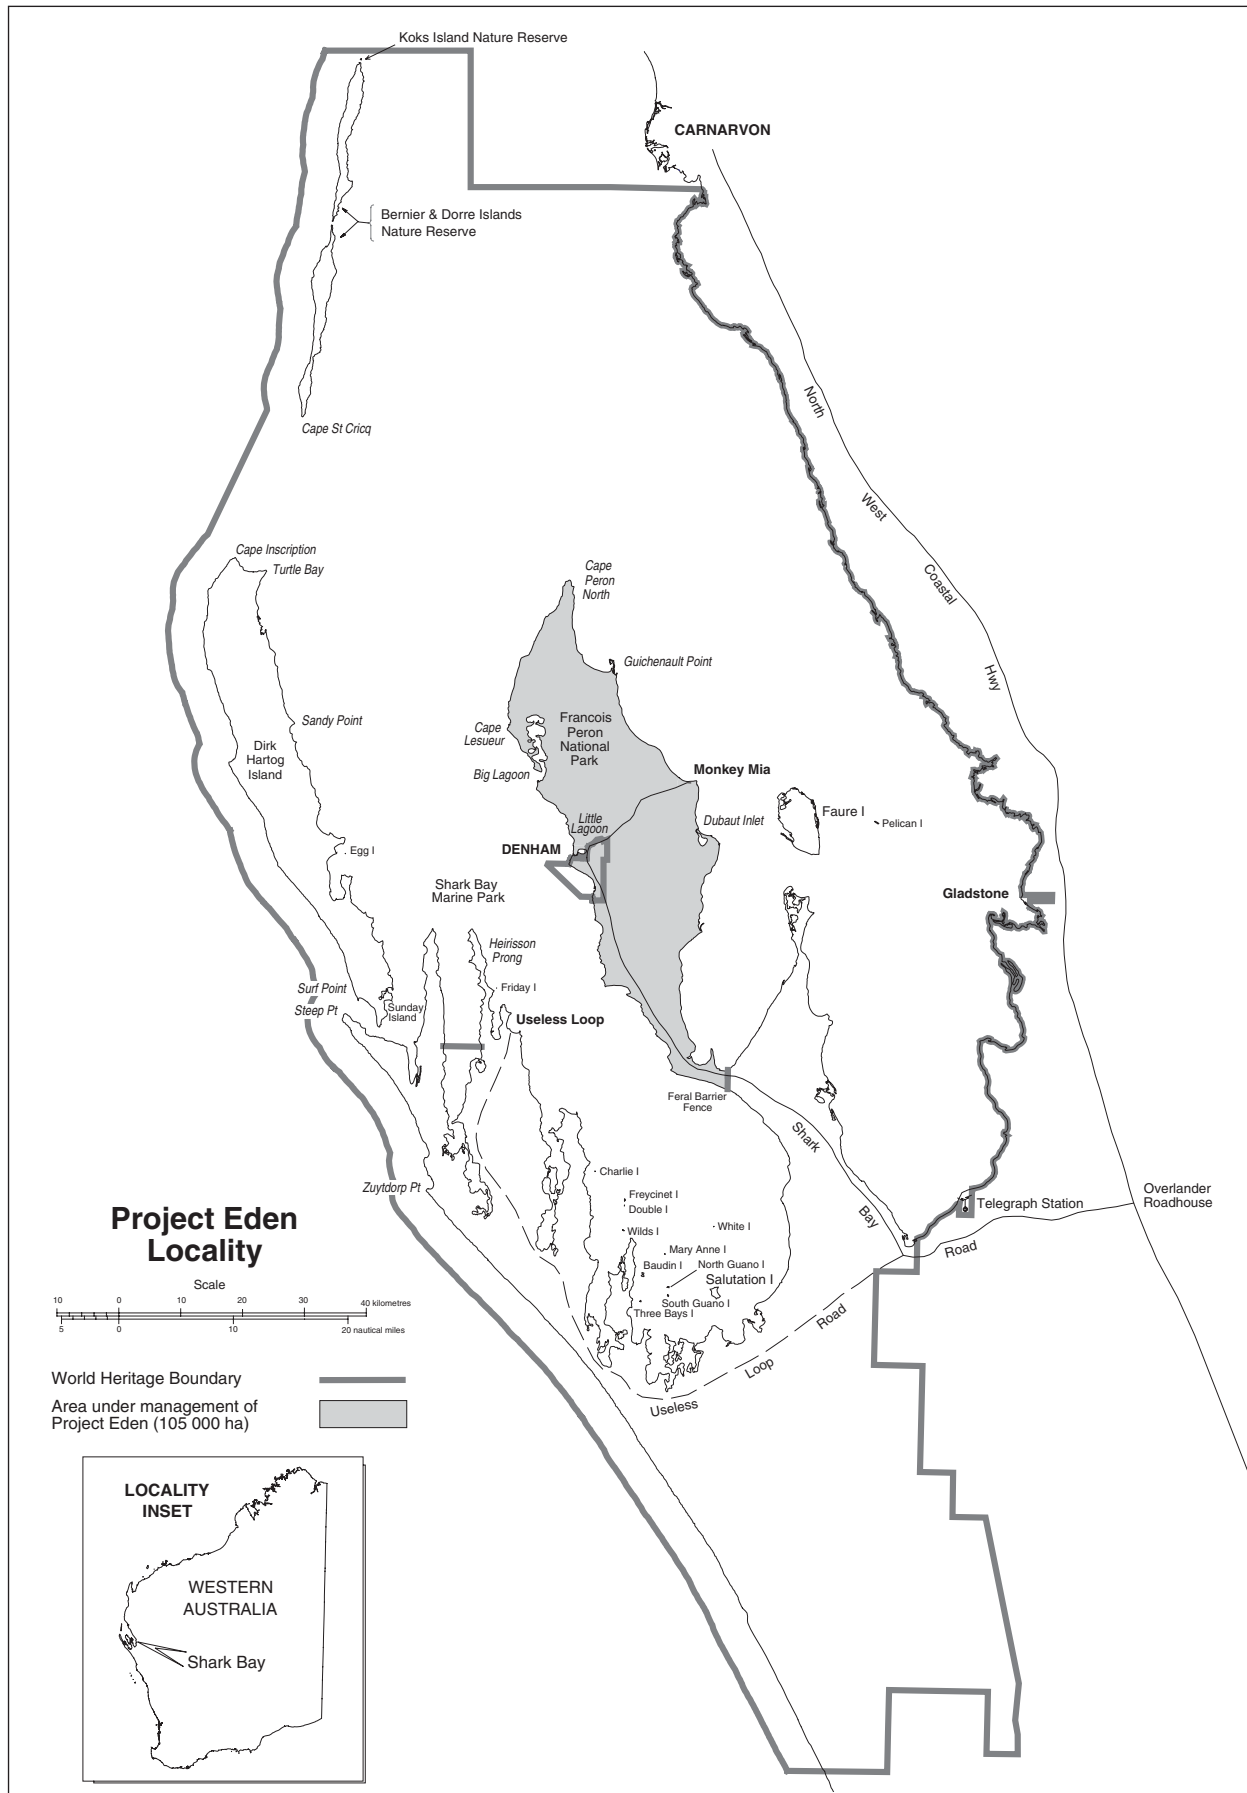 Koks Island Nature Reserve
CARNARVON
Bernier & Dorre Islands
Nature Reserve
Cape St Cricq
North
West
Coastal
Hwy
Cape Inscription
Turtle Bay
Cape
Peron
North
Guichenault Point
Sandy Point
Dirk
Hartog
Island
Cape
Lesueur
Francois
Peron
National
Park
Big Lagoon
Monkey Mia
Little
Lagoon
Dubaut Inlet
Faure I
Pelican I
DENHAM
Egg I
Shark Bay
Marine Park
Gladstone
Heirisson
Prong
Friday I
Surf Point
Steep Pt
Sunday
Island
Useless Loop
Feral Barrier
Fence
Shark
Bay
Road
Charlie I
Zuytdorp Pt
Freycinet I
Double I
Wilds I
White I
Mary Anne I
Baudin I
North Guano I
Salutation I
South Guano I
Three Bays I
Telegraph Station
Overlander
Roadhouse
Useless
Loop
Road
Project Eden
Locality
Scale
10 0 10 20 30 40 kilometres
5 0 10 20 nautical miles
World Heritage Boundary
Area under management of
Project Eden (105 000 ha)
LOCALITY
INSET
WESTERN
AUSTRALIA
Shark Bay